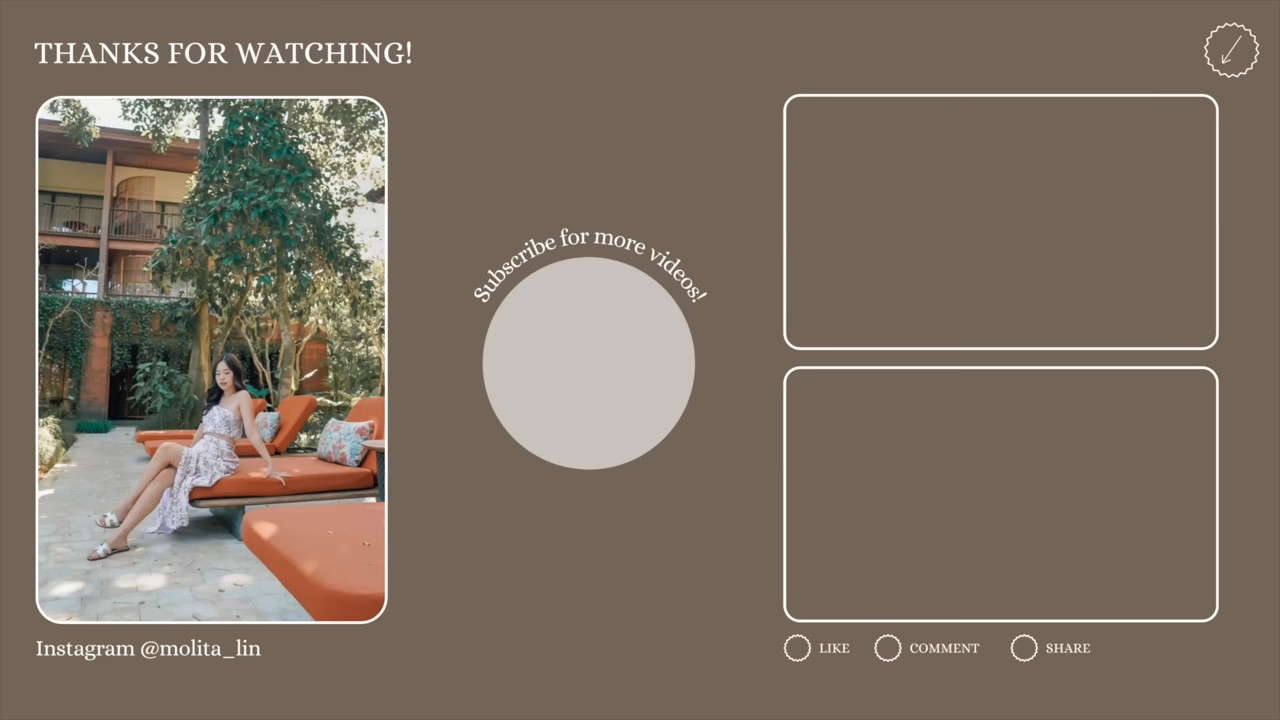 THANKS FOR WATCHING!
Subscribe for more videos!
Instagram @molita_lin
LIKE
COMMENT
SHARE